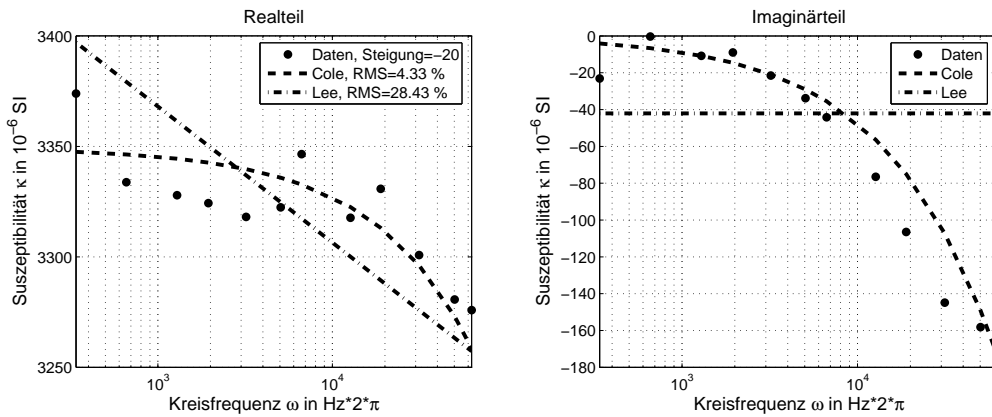 Realteil
3400
3350
3300
3250
Suszeptibilität κ in 10⁻⁶ SI
Daten, Steigung=−20
Cole, RMS=4.33 %
Lee, RMS=28.43 %
10³
10⁴
Kreisfrequenz ω in Hz*2*π
Imaginärteil
0
−20
−40
−60
−80
−100
−120
−140
−160
−180
Suszeptibilität κ in 10⁻⁶ SI
Daten
Cole
Lee
10³
10⁴
Kreisfrequenz ω in Hz*2*π